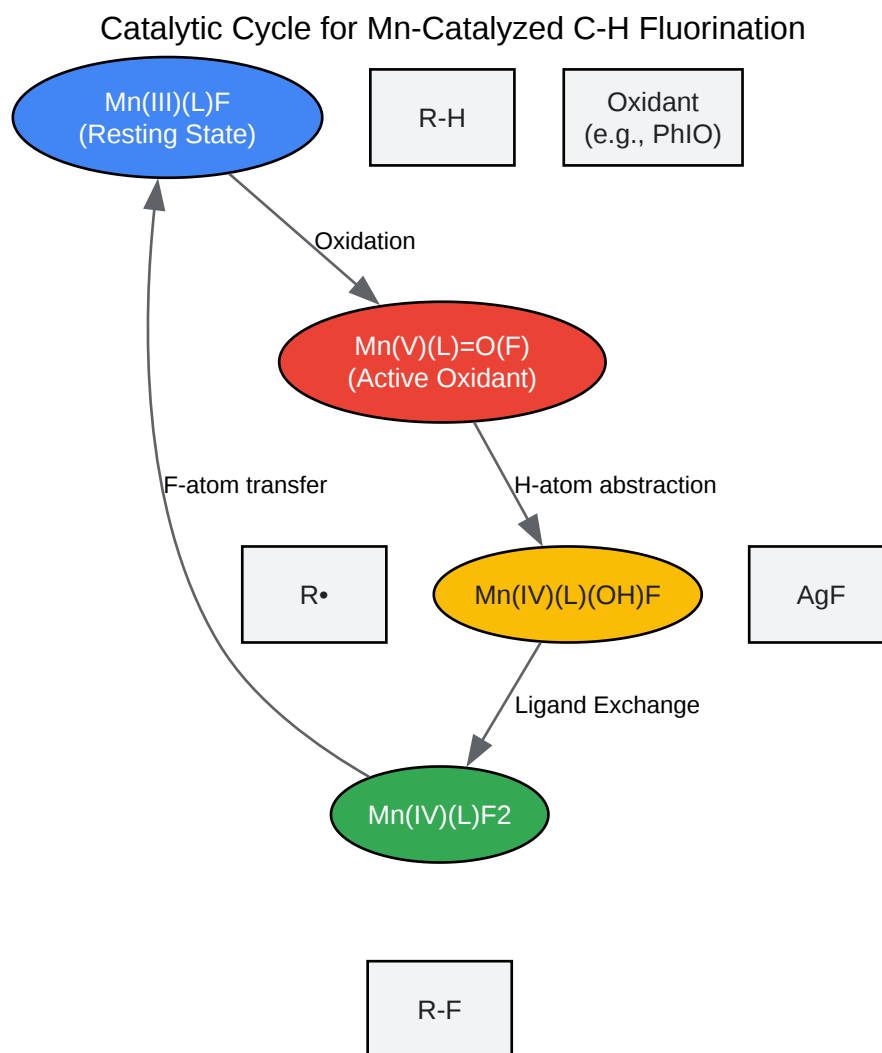 Catalytic Cycle for Mn-Catalyzed C-H Fluorination
Mn(III)(L)F
(Resting State)
R-H
Oxidant
(e.g., PhIO)
Oxidation
Mn(V)(L)=O(F)
(Active Oxidant)
F-atom transfer
H-atom abstraction
R•
Mn(IV)(L)(OH)F
AgF
Ligand Exchange
Mn(IV)(L)F2
R-F